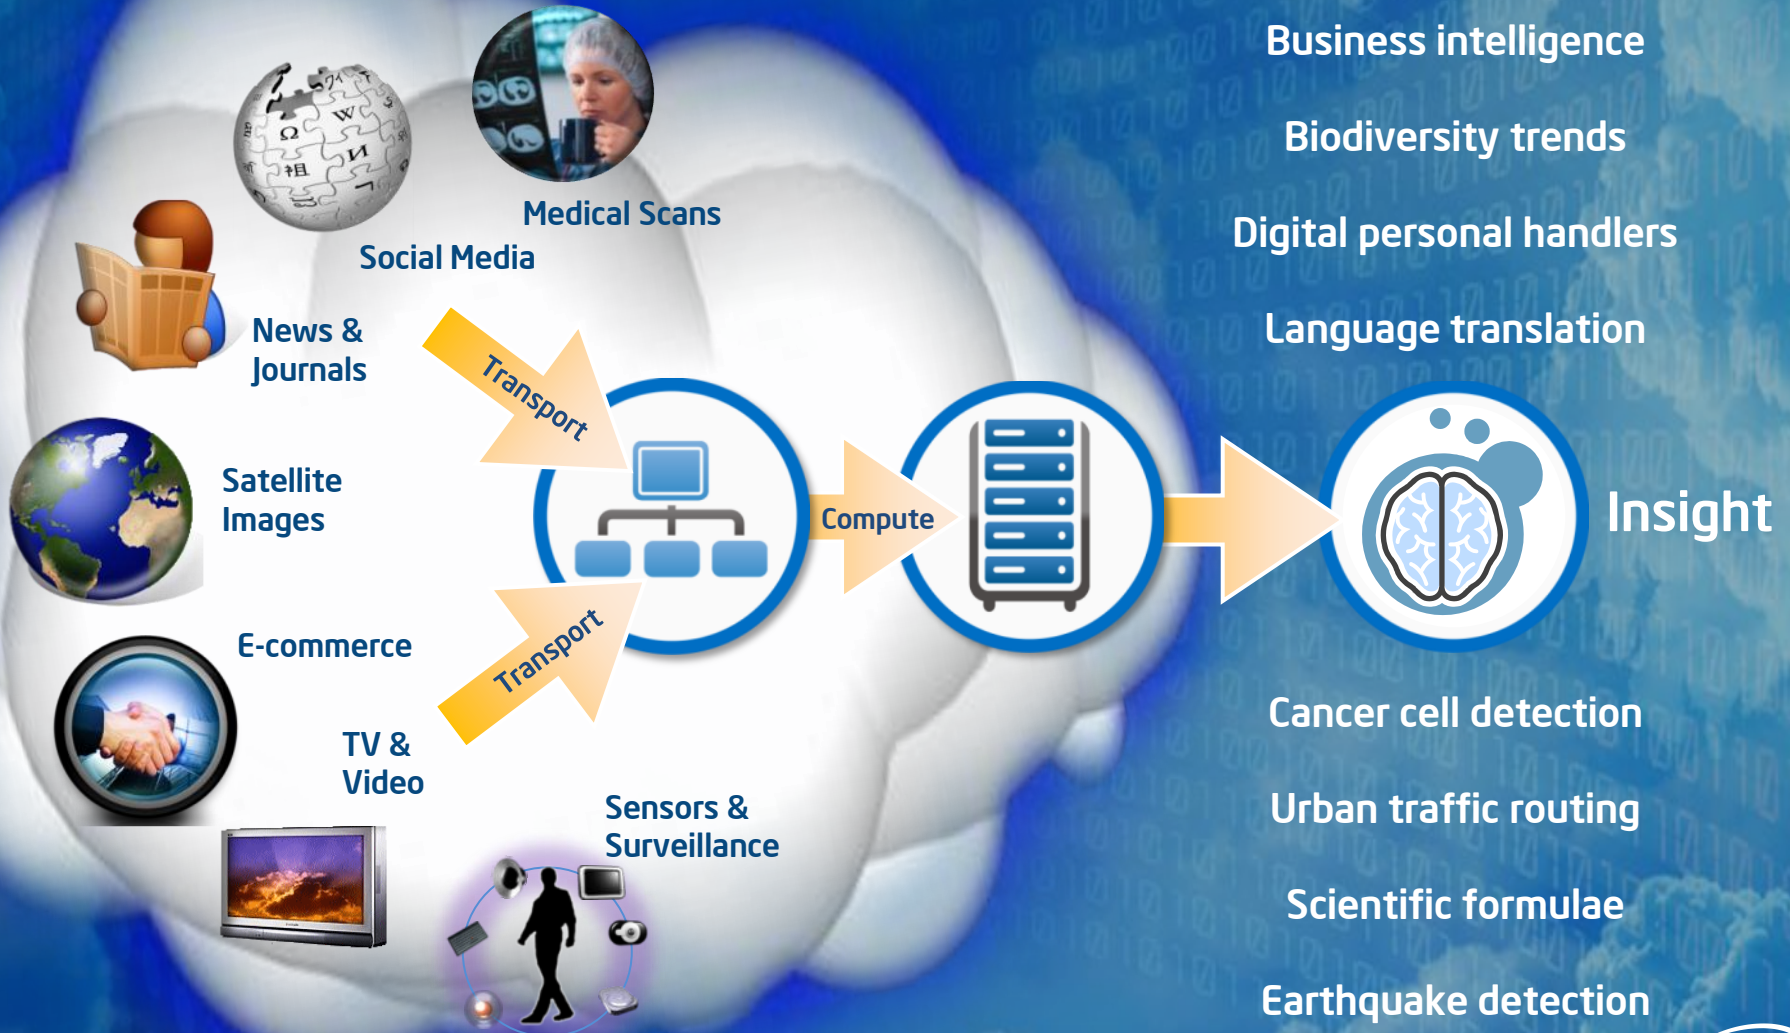 Medical Scans
Social Media
News &
Journals
Satellite
Images
E-commerce
TV &
Video
Sensors &
Surveillance
Transport
Transport
Compute
Business intelligence
Biodiversity trends
Digital personal handlers
Language translation
Insight
Cancer cell detection
Urban traffic routing
Scientific formulae
Earthquake detection